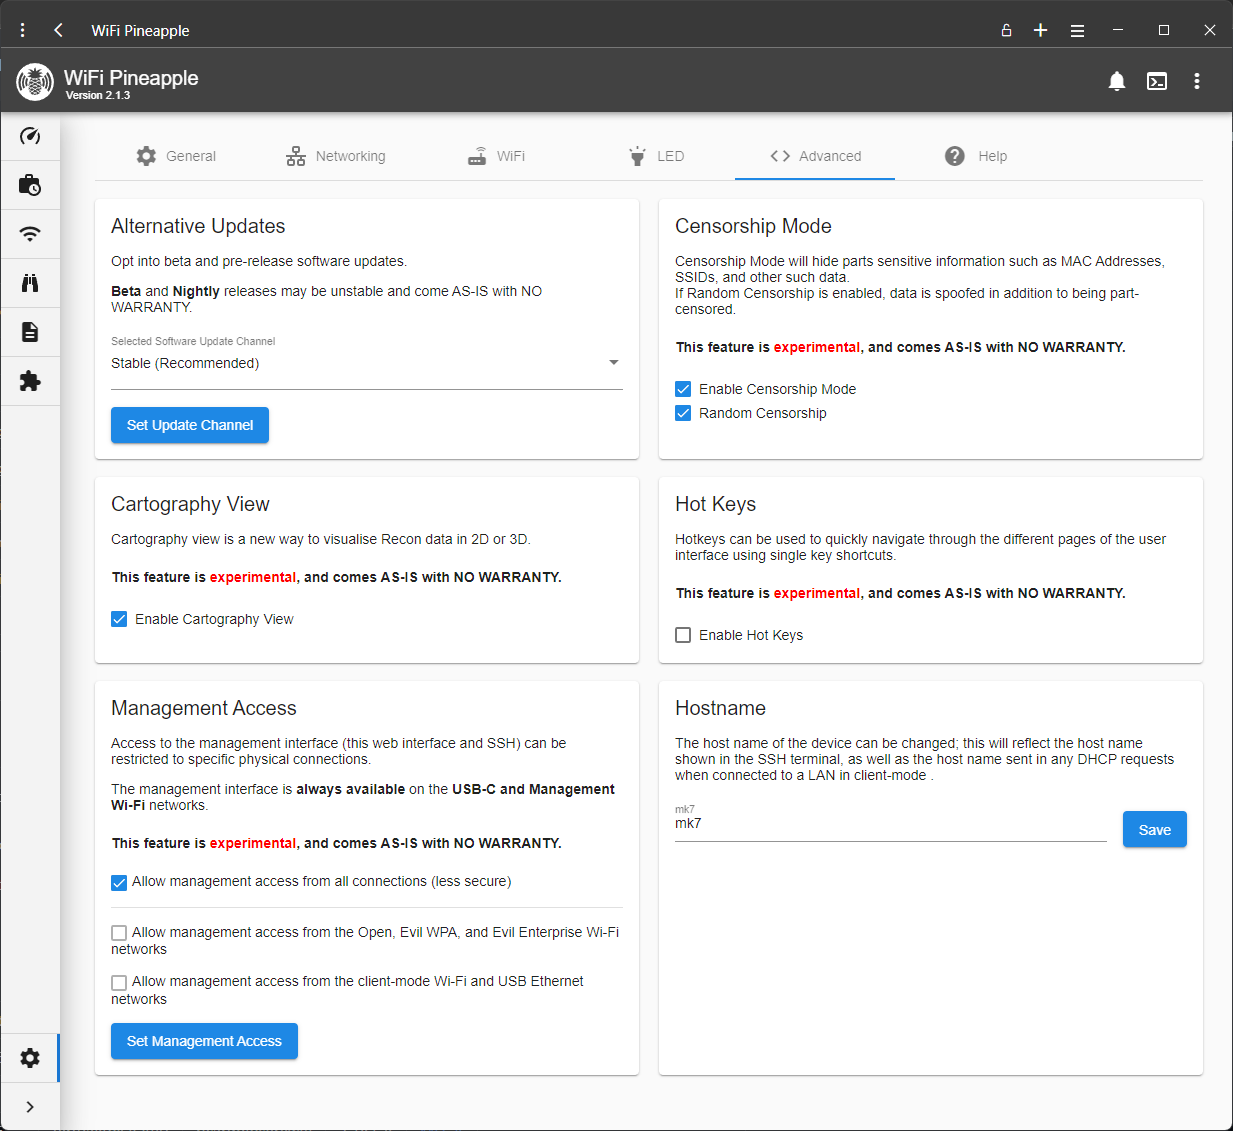 WiFi Pineapple
WiFi Pineapple
Version 2.1.3
General
Networking
WiFi
LED
Advanced
Help
Alternative Updates
Opt into beta and pre-release software updates.
Beta and Nightly releases may be unstable and come AS-IS with NO
WARRANTY.
Selected Software Update Channel
Stable (Recommended)
Set Update Channel
Censorship Mode
Censorship Mode will hide parts sensitive information such as MAC Addresses,
SSIDs, and other such data.
If Random Censorship is enabled, data is spoofed in addition to being part-
censored.
This feature is experimental, and comes AS-IS with NO WARRANTY.
Enable Censorship Mode
Random Censorship
Cartography View
Cartography view is a new way to visualise Recon data in 2D or 3D.
This feature is experimental, and comes AS-IS with NO WARRANTY.
Enable Cartography View
Hot Keys
Hotkeys can be used to quickly navigate through the different pages of the user
interface using single key shortcuts.
This feature is experimental, and comes AS-IS with NO WARRANTY.
Enable Hot Keys
Management Access
Access to the management interface (this web interface and SSH) can be
restricted to specific physical connections.
The management interface is always available on the USB-C and Management
Wi-Fi networks.
This feature is experimental, and comes AS-IS with NO WARRANTY.
Allow management access from all connections (less secure)
Allow management access from the Open, Evil WPA, and Evil Enterprise Wi-Fi
networks
Allow management access from the client-mode Wi-Fi and USB Ethernet
networks
Set Management Access
Hostname
The host name of the device can be changed; this will reflect the host name
shown in the SSH terminal, as well as the host name sent in any DHCP requests
when connected to a LAN in client-mode .
mk7
mk7
Save